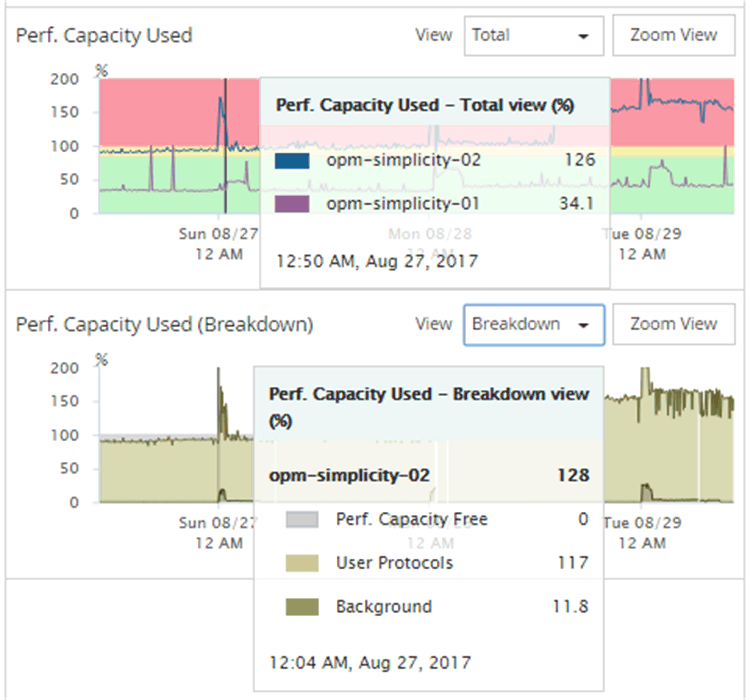 Perf. Capacity Used View Total Zoom View
%
200
150
100
50
0
Perf. Capacity Used - Total view (%)
opm-simplicity-02 126
opm-simplicity-01 34.1
12:50 AM, Aug 27, 2017
Sun 08/27 Mon 08/28 Tue 08/29
12 AM 12 AM 12 AM
Perf. Capacity Used (Breakdown) View Breakdown Zoom View
%
200
150
100
50
0
Perf. Capacity Used - Breakdown view
(%)
opm-simplicity-02 128
Perf. Capacity Free 0
User Protocols 117
Background 11.8
12:04 AM, Aug 27, 2017
Sun 08/27 Tue 08/29
12 AM 12 AM 12 AM